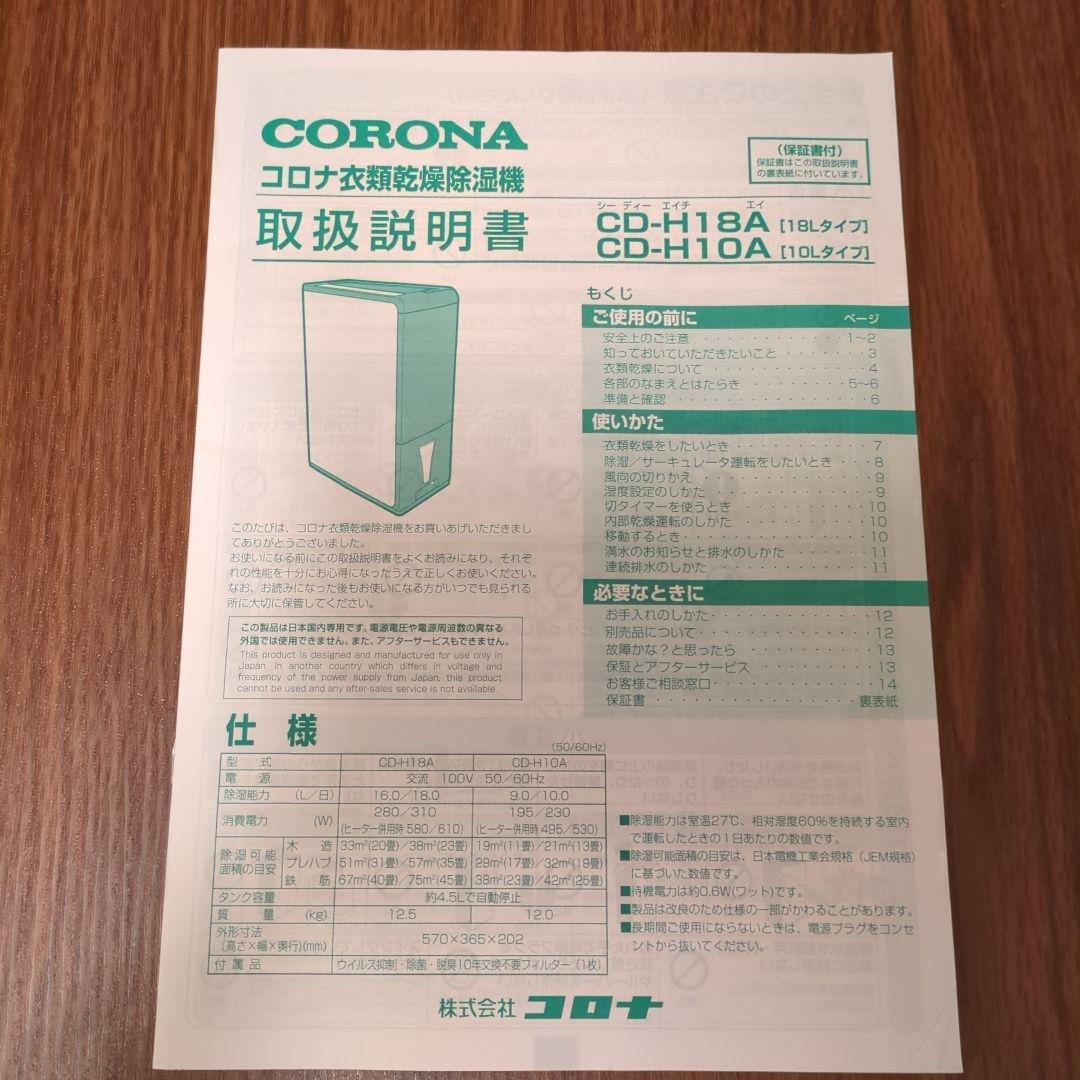 CORONA
コロナ衣類乾燥除湿機
取扱説明書
(保証書付)
保証書はこの取扱説明書
の裏表紙に付いています。
シー ディー エイチ エイ
CD-H18A [18Lタイプ]
CD-H10A [10Lタイプ]
もくじ
ご使用の前に ページ
安全上のご注意 ・・・・・・・・・・・ 1〜2
知っておいていただきたいこと ・・・・・・・ 3
衣類乾燥について ・・・・・・・・・・・・ 4
各部のなまえとはたらき ・・・・・・・・ 5〜6
準備と確認 ・・・・・・・・・・・・・・・ 6
使いかた
衣類乾燥をしたいとき ・・・・・・・・・・ 7
除湿/サーキュレータ運転をしたいとき ・・・ 8
風向の切りかえ ・・・・・・・・・・・・・ 9
湿度設定のしかた ・・・・・・・・・・・・ 9
切タイマーを使うとき ・・・・・・・・・・ 10
内部乾燥運転のしかた ・・・・・・・・・・ 10
移動するとき ・・・・・・・・・・・・・・ 10
満水のお知らせと排水のしかた ・・・・・・ 11
連続排水のしかた ・・・・・・・・・・・・ 11
必要なときに
お手入れのしかた ・・・・・・・・・・・・ 12
別売品について ・・・・・・・・・・・・・ 12
故障かな?と思ったら ・・・・・・・・・・ 13
保証とアフターサービス ・・・・・・・・・ 13
お客様ご相談窓口 ・・・・・・・・・・・・ 14
保証書 ・・・・・・・・・・・・・・・ 裏表紙
このたびは、コロナ衣類乾燥除湿機をお買いあげいただきまし
てありがとうございました。
お使いになる前にこの取扱説明書をよくお読みになり、それぞ
れの性能を十分にお心得になったうえで正しくお使いください。
なお、お読みになった後もお使いになる方がいつでも見られる
所に大切に保管してください。
この製品は日本国内専用です。電源電圧や電源周波数の異なる
外国では使用できません。また、アフターサービスもできません。
This product is designed and manufactured for use only in
Japan. In another country which differs in voltage and
frequency of the power supply from Japan, this product
cannot be used and any after-sales service is not available.
仕様
(50/60Hz)
型式 CD-H18A CD-H10A
電源 交流 100V 50/60Hz
除湿能力 (L/日) 16.0/18.0 9.0/10.0
消費電力 (W) 280/310 195/230
(ヒーター併用時 580/610) (ヒーター併用時 495/530)
除湿可能面積の目安 木造 33m²(20畳)/38m²(23畳) 19m²(11畳)/21m²(13畳)
プレハブ 51m²(31畳)/57m²(35畳) 29m²(17畳)/32m²(19畳)
鉄筋 67m²(40畳)/75m²(45畳) 38m²(23畳)/42m²(25畳)
タンク容量 約4.5Lで自動停止
質量 (kg) 12.5 12.0
外形寸法
(高さ×幅×奥行)(mm) 570×365×202
付属品 ウイルス抑制・除菌・脱臭10年交換不要フィルター(1枚)
■除湿能力は室温27℃、相対湿度60%を持続する室内
で運転したときの1日あたりの数値です。
■除湿可能面積の目安は、日本電機工業会規格(JEM規格)
に基づいた数値です。
■待機電力は約0.6W(ワット)です。
■製品は改良のため仕様の一部がかわることがあります。
■長期間ご使用にならないときは、電源プラグをコンセ
ントから抜いてください。
株式会社 コロナ